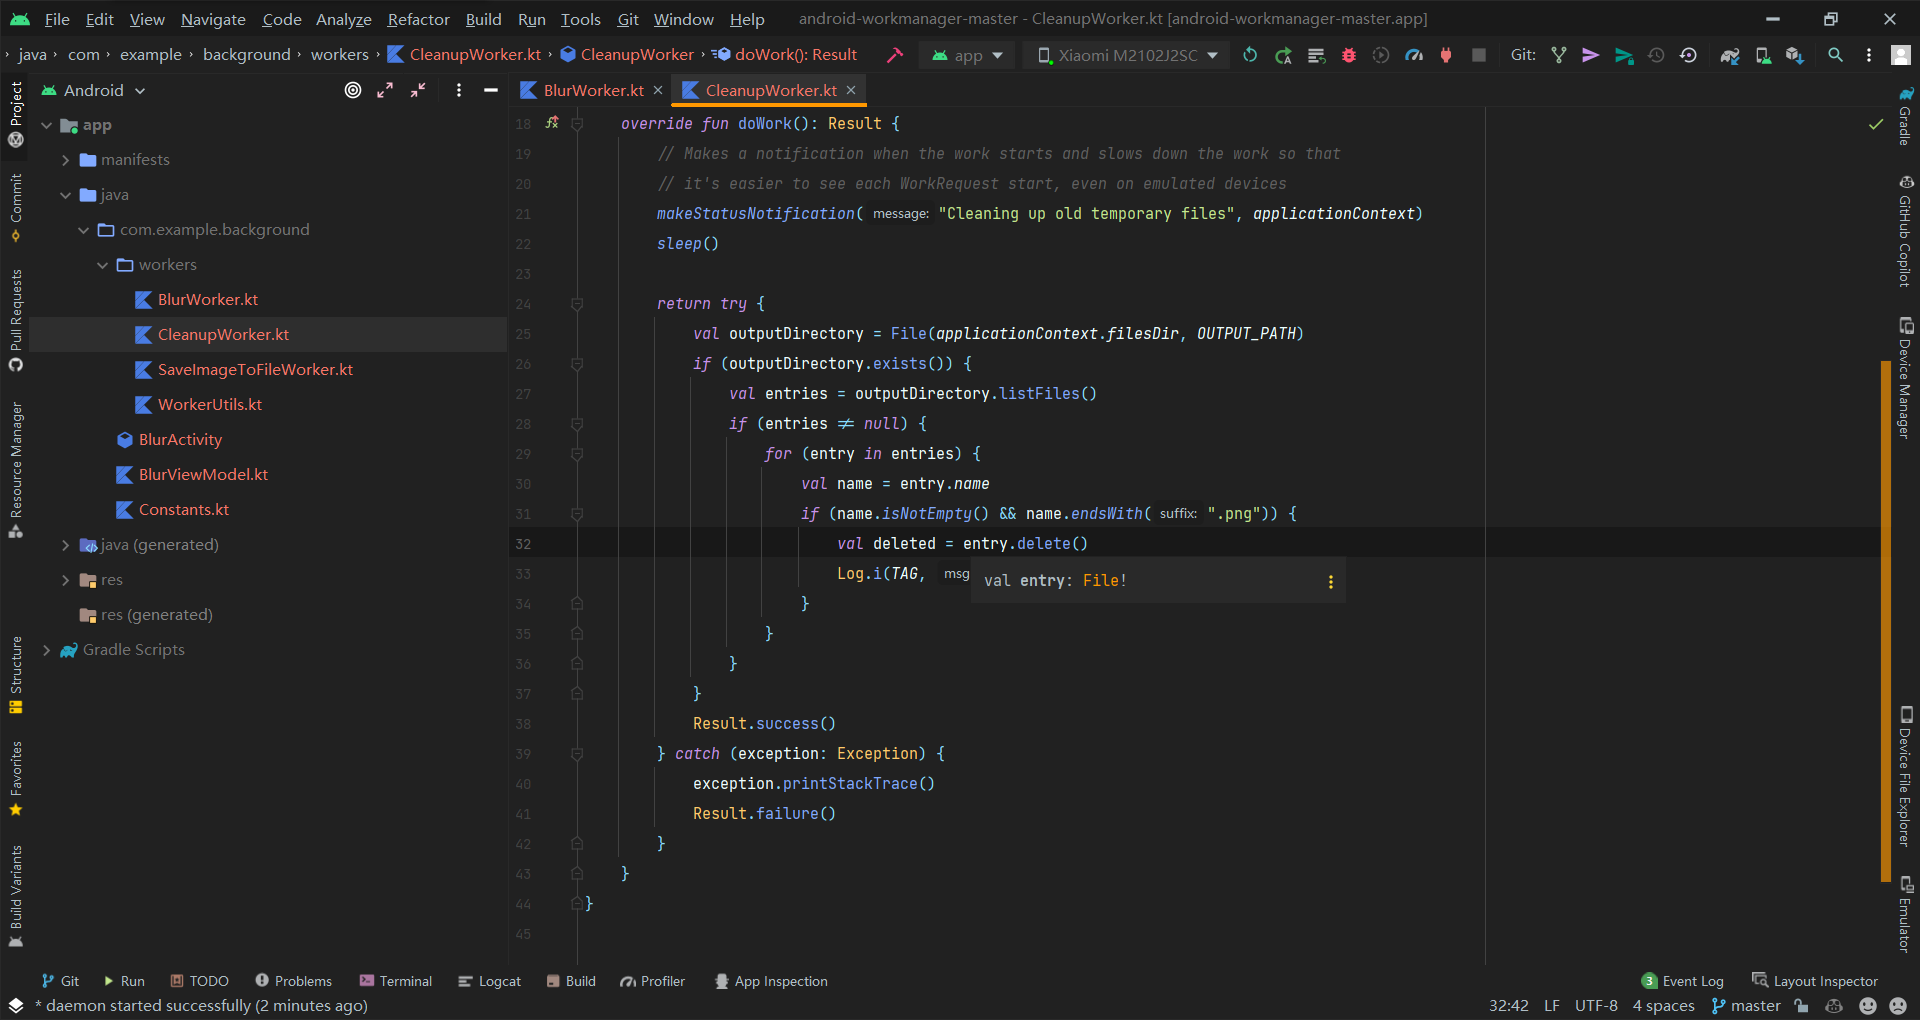 File Edit View Navigate Code Analyze Refactor Build Run Tools Git Window Help android-workmanager-master - CleanupWorker.kt [android-workmanager-master.app]
java com example background workers CleanupWorker.kt CleanupWorker doWork(): Result app Xiaomi M2102J2SC Git:
Project
Commit
Pull Requests
Resource Manager
Structure
Favorites
Build Variants
Android
app
manifests
java
com.example.background
workers
BlurWorker.kt
CleanupWorker.kt
SaveImageToFileWorker.kt
WorkerUtils.kt
BlurActivity
BlurViewModel.kt
Constants.kt
java (generated)
res
res (generated)
Gradle Scripts
BlurWorker.kt CleanupWorker.kt
18 override fun doWork(): Result {
19 // Makes a notification when the work starts and slows down the work so that
20 // it's easier to see each WorkRequest start, even on emulated devices
21 makeStatusNotification( message: "Cleaning up old temporary files", applicationContext)
22 sleep()
23
24 return try {
25 val outputDirectory = File(applicationContext.filesDir, OUTPUT_PATH)
26 if (outputDirectory.exists()) {
27 val entries = outputDirectory.listFiles()
28 if (entries ≠ null) {
29 for (entry in entries) {
30 val name = entry.name
31 if (name.isNotEmpty() && name.endsWith( suffix: ".png")) {
32 val deleted = entry.delete()
33 Log.i(TAG, msg
val entry: File!
34 }
35 }
36 }
37 }
38 Result.success()
39 } catch (exception: Exception) {
40 exception.printStackTrace()
41 Result.failure()
42 }
43 }
44 }
45
Gradle
GitHub Copilot
Device Manager
Device File Explorer
Emulator
Git Run TODO Problems Terminal Logcat Build Profiler App Inspection 3 Event Log Layout Inspector
* daemon started successfully (2 minutes ago) 32:42 LF UTF-8 4 spaces master